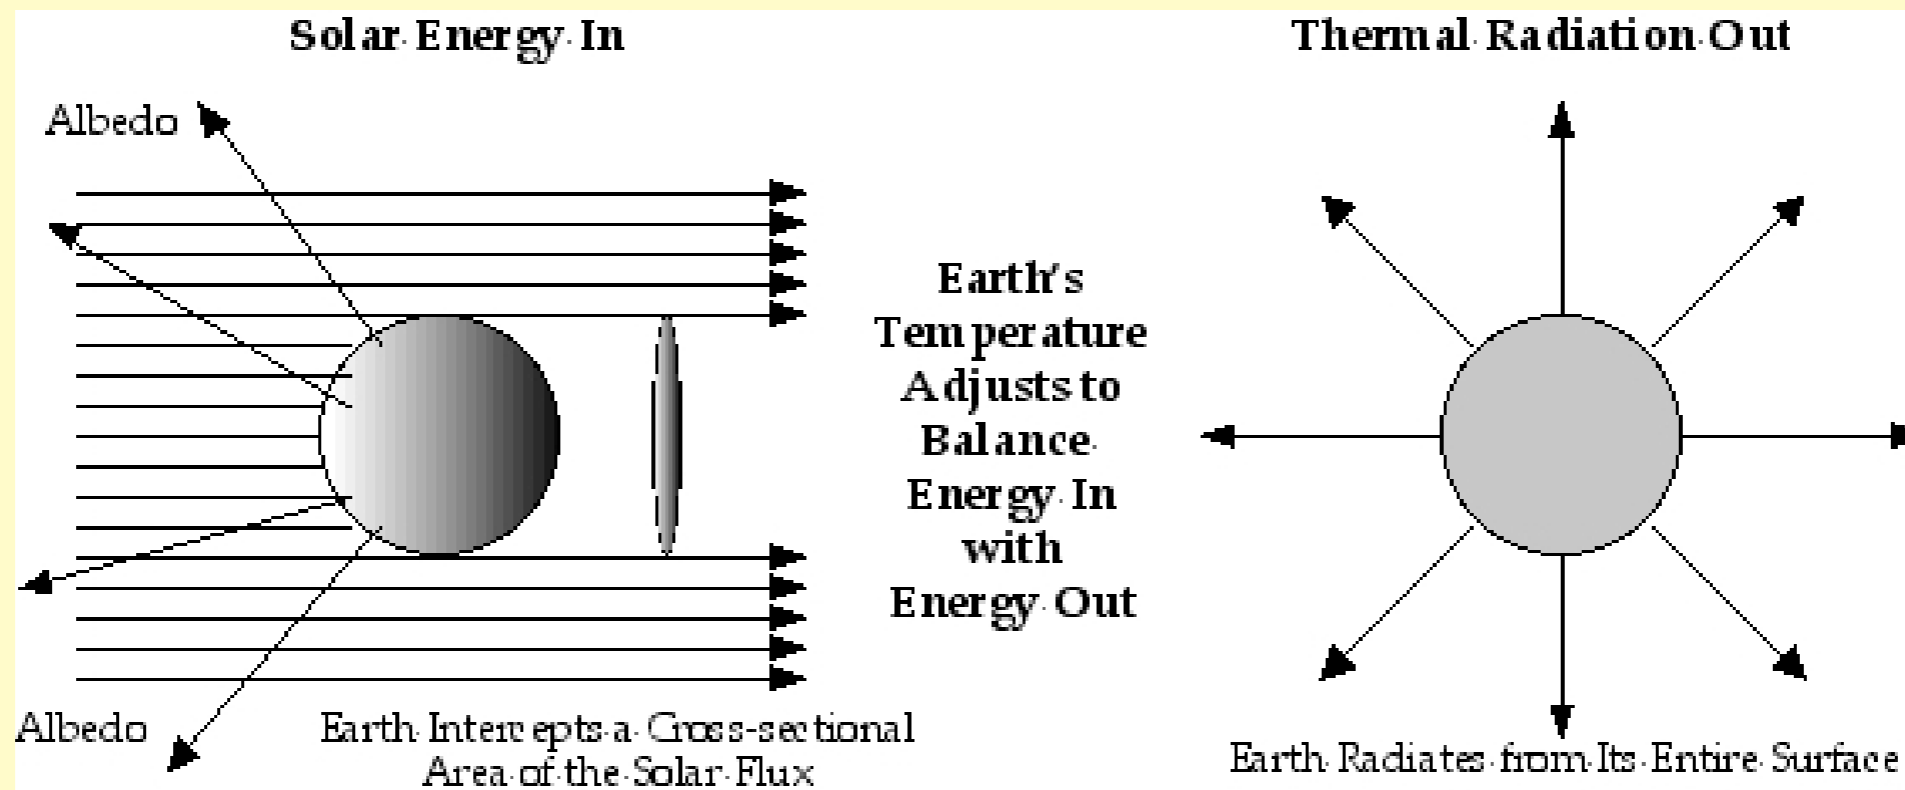 Solar Energy In
Thermal Radiation Out
Albedo
Earth's
Temperature
Adjusts to
Balance
Energy In
with
Energy Out
Albedo
Earth Intercepts a Cross-sectional
Area of the Solar Flux
Earth Radiates from Its Entire Surface